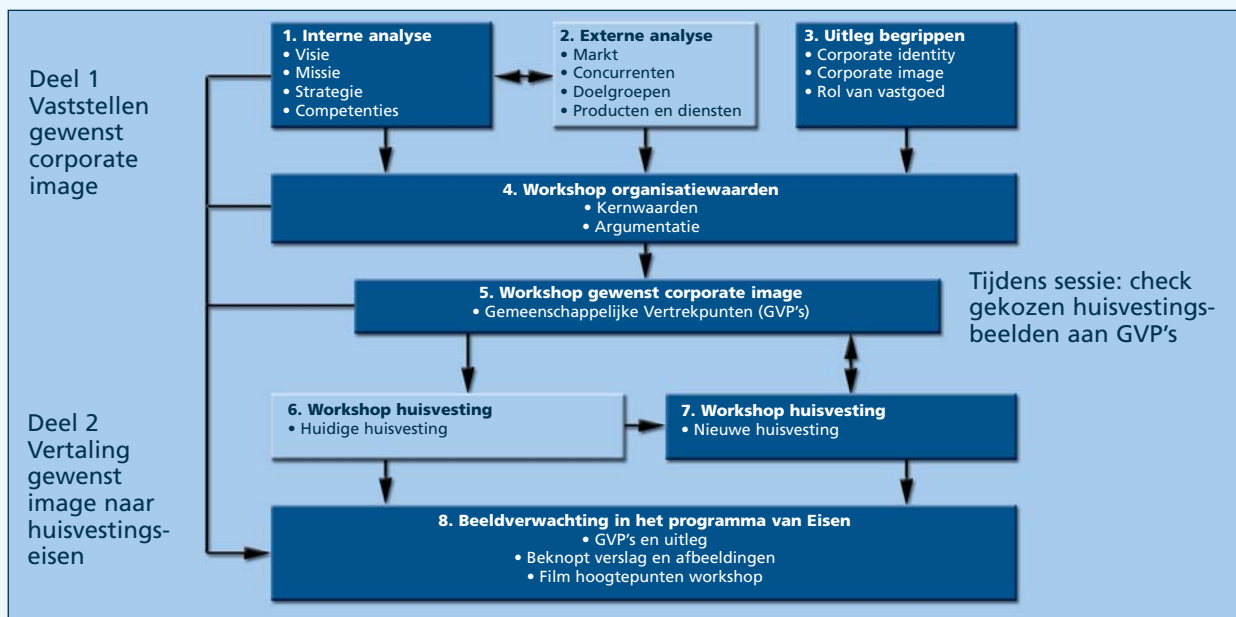 Deel 1
Vaststellen
gewenst
corporate
image
1. Interne analyse
• Visie
• Missie
• Strategie
• Competenties
2. Externe analyse
• Markt
• Concurrenten
• Doelgroepen
• Producten en diensten
3. Uitleg begrippen
• Corporate identity
• Corporate image
• Rol van vastgoed
4. Workshop organisatiewaarden
• Kernwaarden
• Argumentatie
5. Workshop gewenst corporate image
• Gemeenschappelijke Vertrekpunten (GVP's)
Tijdens sessie: check
gekozen huisvestings-
beelden aan GVP's
Deel 2
Vertaling
gewenst
image naar
huisvestings-
eisen
6. Workshop huisvesting
• Huidige huisvesting
7. Workshop huisvesting
• Nieuwe huisvesting
8. Beeldverwachting in het programma van Eisen
• GVP's en uitleg
• Beknopt verslag en afbeeldingen
• Film hoogtepunten workshop